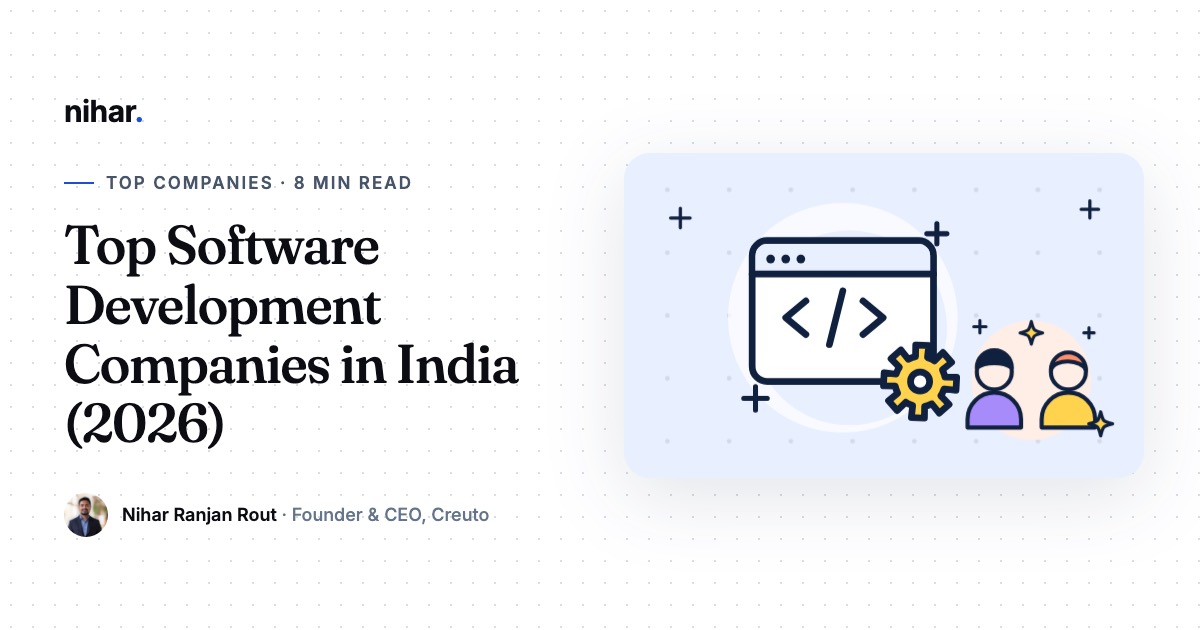 nihar.
TOP COMPANIES · 8 MIN READ
Top Software
Development
Companies in India
(2026)
Nihar Ranjan Rout · Founder & CEO, Creuto
</>